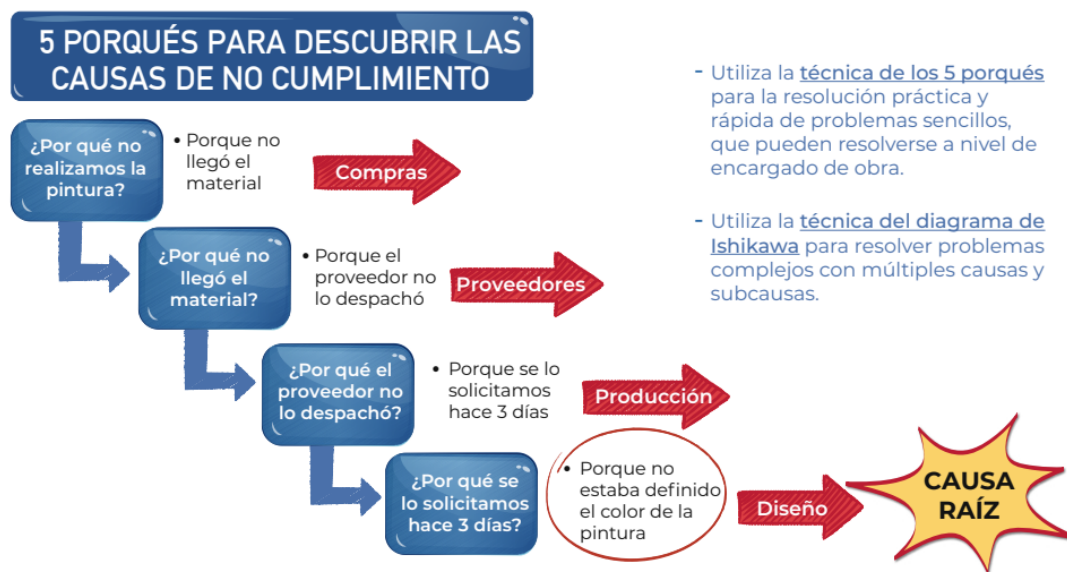 5 PORQUÉS PARA DESCUBRIR LAS
CAUSAS DE NO CUMPLIMIENTO
¿Por qué no
realizamos la
pintura?
• Porque no
llegó el
material
Compras
¿Por qué no
llegó el
material?
• Porque el
proveedor no
lo despachó
Proveedores
¿Por qué el
proveedor no
lo despachó?
• Porque se lo
solicitamos
hace 3 días
Producción
¿Por qué se
lo solicitamos
hace 3 días?
• Porque no
estaba definido
el color de la
pintura
Diseño
CAUSA
RAÍZ
- Utiliza la técnica de los 5 porqués
para la resolución práctica y
rápida de problemas sencillos,
que pueden resolverse a nivel de
encargado de obra.
- Utiliza la técnica del diagrama de
Ishikawa para resolver problemas
complejos con múltiples causas y
subcausas.